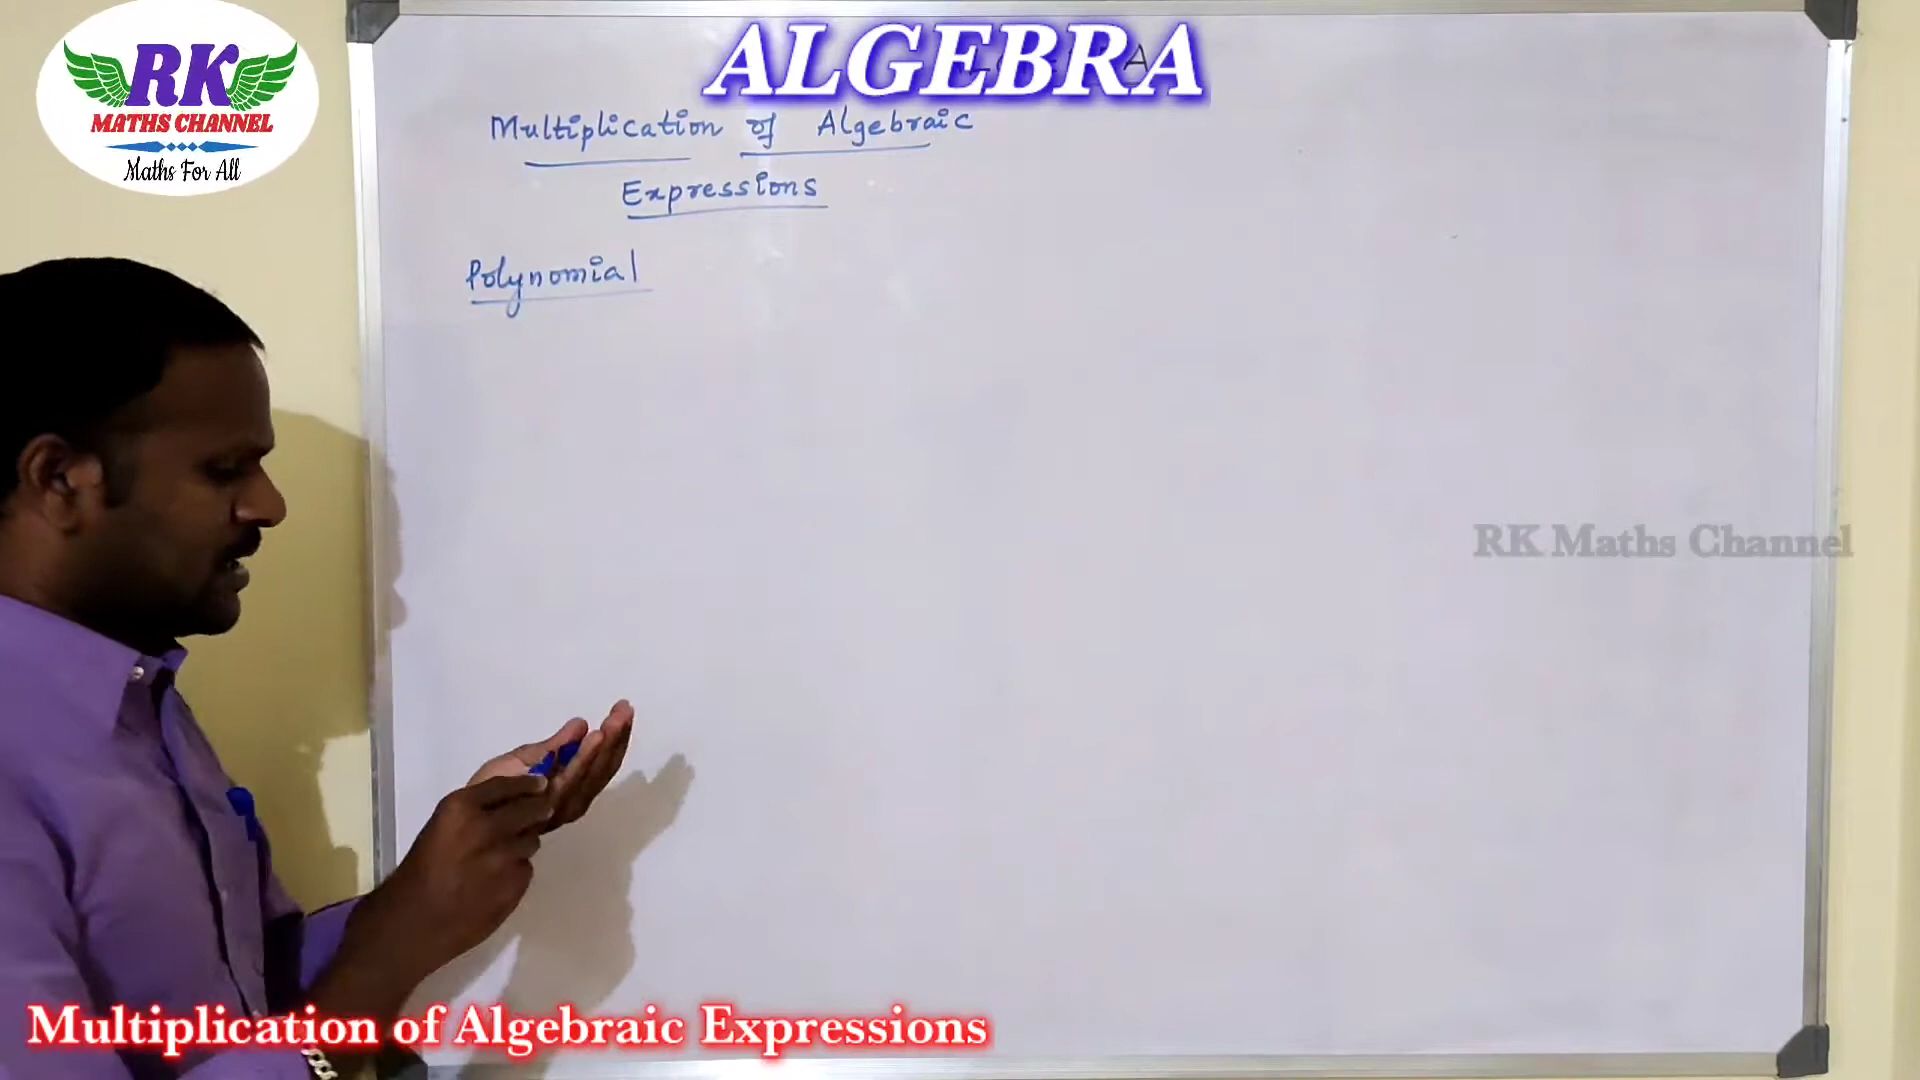 RK
MATHS CHANNEL
Maths For All
ALGEBRA
Multiplication of Algebraic
Expressions
Polynomial
RK Maths Channel
Multiplication of Algebraic Expressions